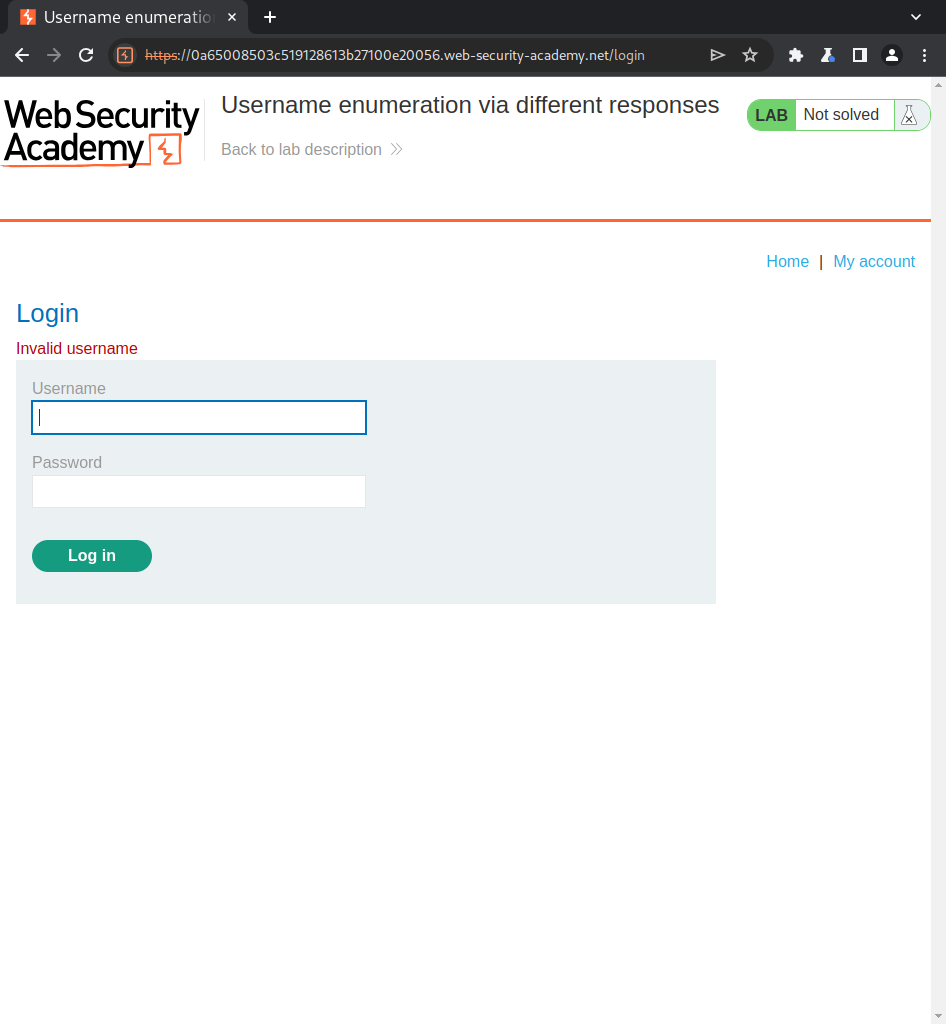 Username enumeratio
https://0a65008503c519128613b27100e20056.web-security-academy.net/login
Web Security
Academy
Username enumeration via different responses
Back to lab description
LAB Not solved
Home | My account
Login
Invalid username
Username
Password
Log in